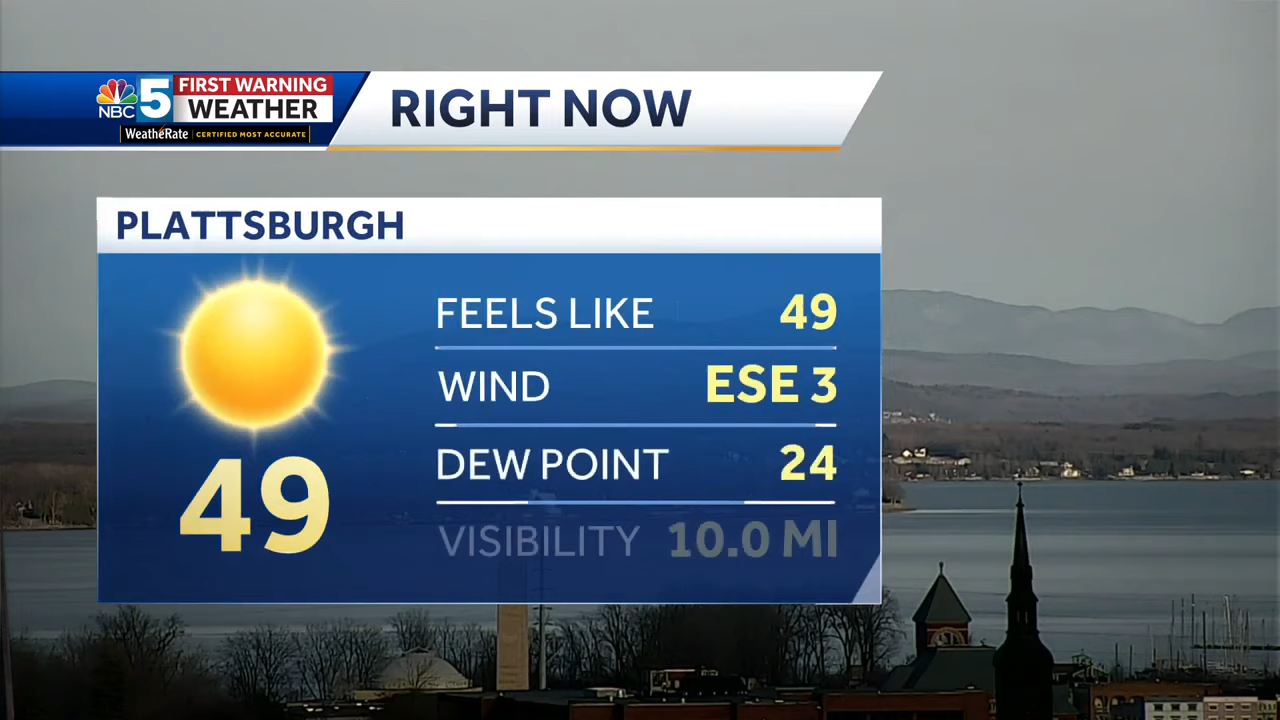 NBC 5 FIRST WARNING WEATHER
WeatheRate CERTIFIED MOST ACCURATE
RIGHT NOW
PLATTSBURGH
49
FEELS LIKE 49
WIND ESE 3
DEW POINT 24
VISIBILITY 10.0 MI